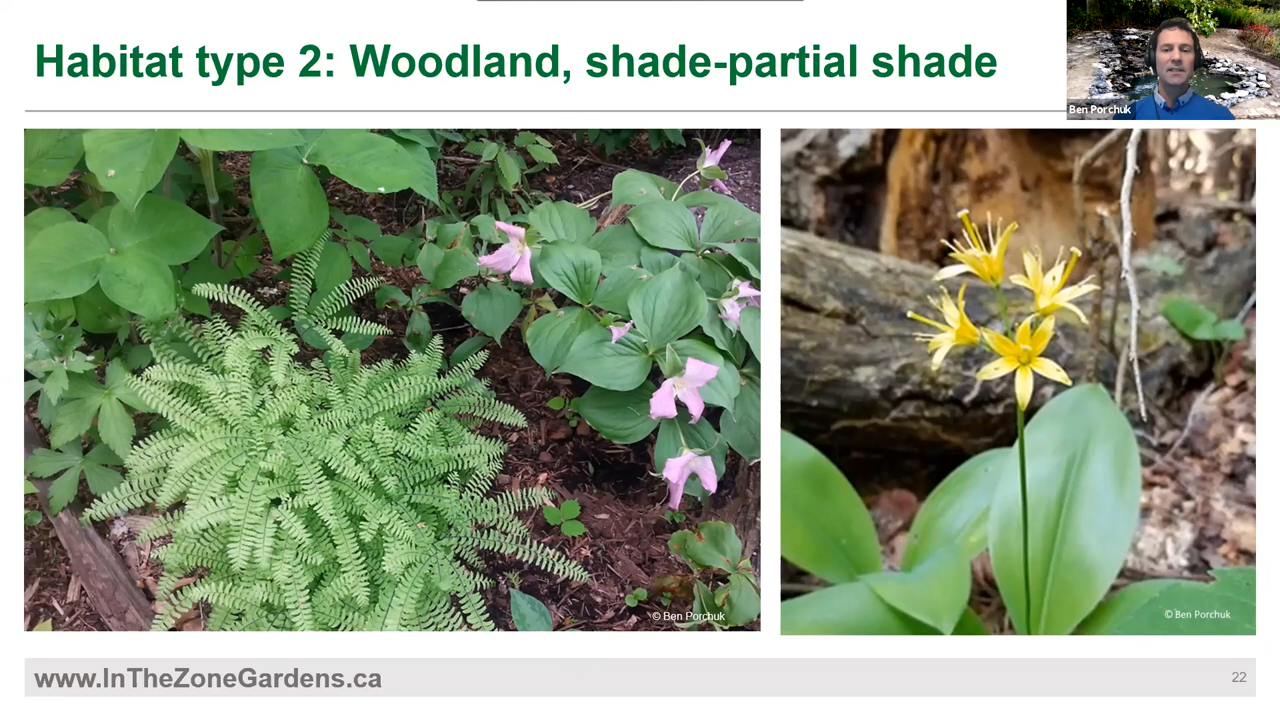 Habitat type 2: Woodland, shade-partial shade
Ben Porchuk
© Ben Porchuk
© Ben Porchuk
www.InTheZoneGardens.ca
22